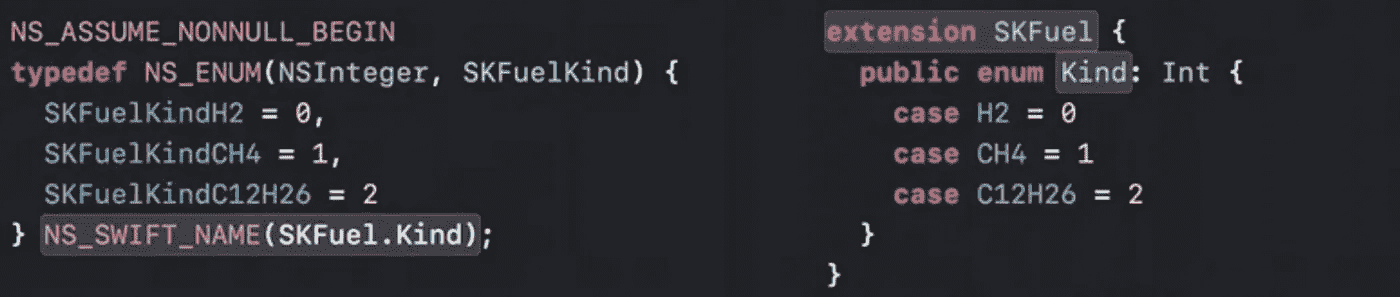 NS_ASSUME_NONNULL_BEGIN
typedef NS_ENUM(NSInteger, SKFuelKind) {
SKFuelKindH2 = 0,
SKFuelKindCH4 = 1,
SKFuelKindC12H26 = 2
} NS_SWIFT_NAME(SKFuel.Kind);
extension SKFuel {
public enum Kind: Int {
case H2 = 0
case CH4 = 1
case C12H26 = 2
}
}